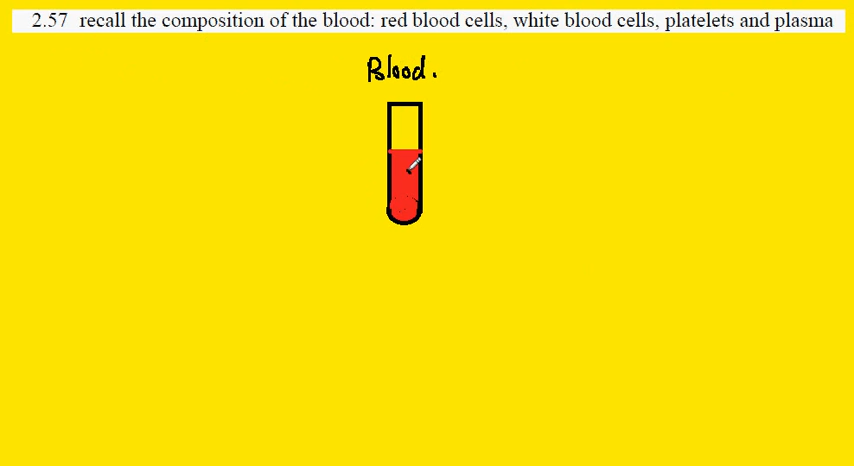 2.57 recall the composition of the blood: red blood cells, white blood cells, platelets and plasma
Blood.